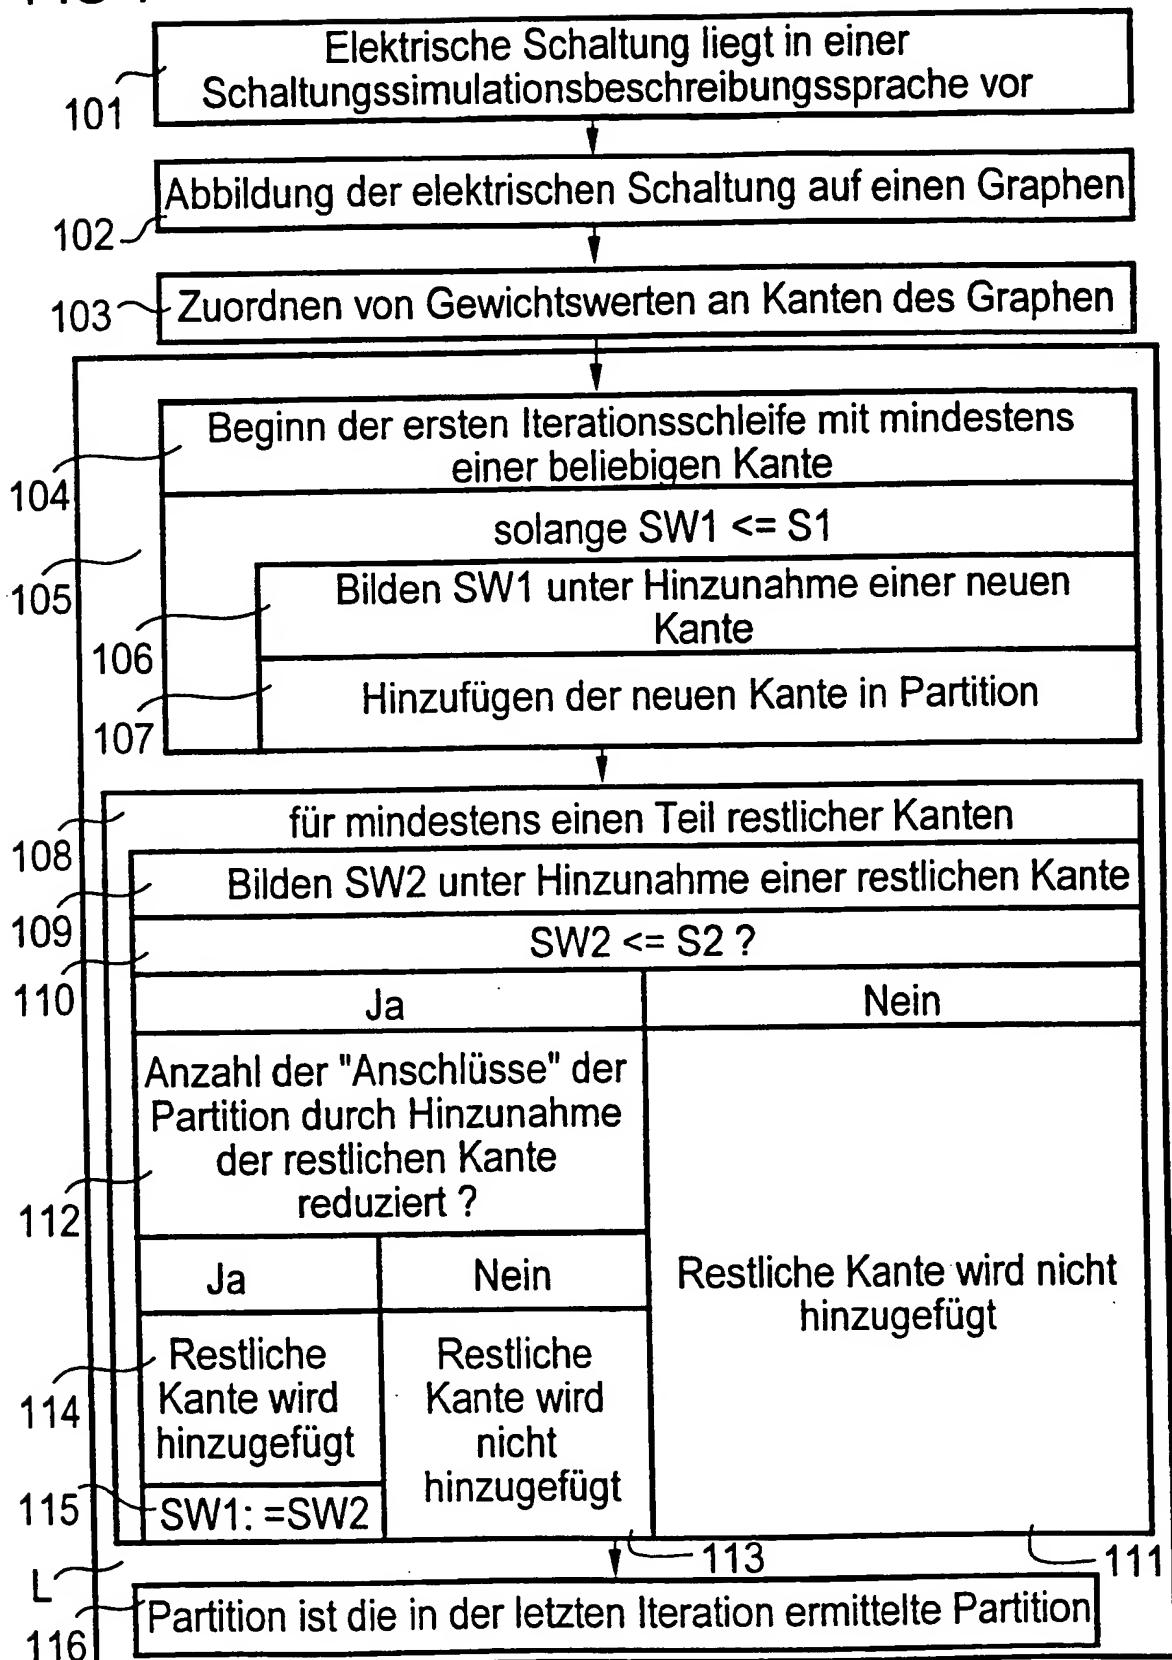 Elektrische Schaltung liegt in einer
Schaltungssimulationsbeschreibungssprache vor
101
Abbildung der elektrischen Schaltung auf einen Graphen
102
Zuordnen von Gewichtswerten an Kanten des Graphen
103
Beginn der ersten Iterationsschleife mit mindestens
einer beliebigen Kante
104
solange SW1 <= S1
105
Bilden SW1 unter Hinzunahme einer neuen
Kante
106
Hinzufügen der neuen Kante in Partition
107
für mindestens einen Teil restlicher Kanten
108
Bilden SW2 unter Hinzunahme einer restlichen Kante
109
SW2 <= S2 ?
110
Ja
Nein
Anzahl der "Anschlüsse" der
Partition durch Hinzunahme
der restlichen Kante
reduziert ?
112
Ja
Nein
Restliche Kante wird nicht
hinzugefügt
Restliche
Kante wird
hinzugefügt
114
Restliche
Kante wird
nicht
hinzugefügt
SW1: =SW2
115
113
111
L
Partition ist die in der letzten Iteration ermittelte Partition
116